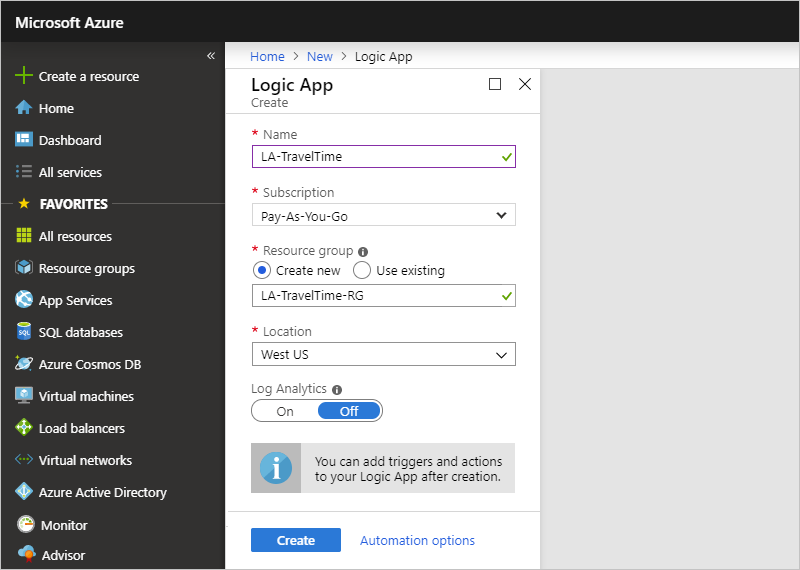 Microsoft Azure
«
Create a resource
Home
Dashboard
All services
FAVORITES
All resources
Resource groups
App Services
SQL
SQL databases
Azure Cosmos DB
Virtual machines
Load balancers
Virtual networks
Azure Active Directory
Monitor
Advisor
Home > New > Logic App
Logic App
Create
* Name
LA-TravelTime
* Subscription
Pay-As-You-Go
* Resource group
Create new Use existing
LA-TravelTime-RG
* Location
West US
Log Analytics
On Off
You can add triggers and actions
to your Logic App after creation.
Create Automation options